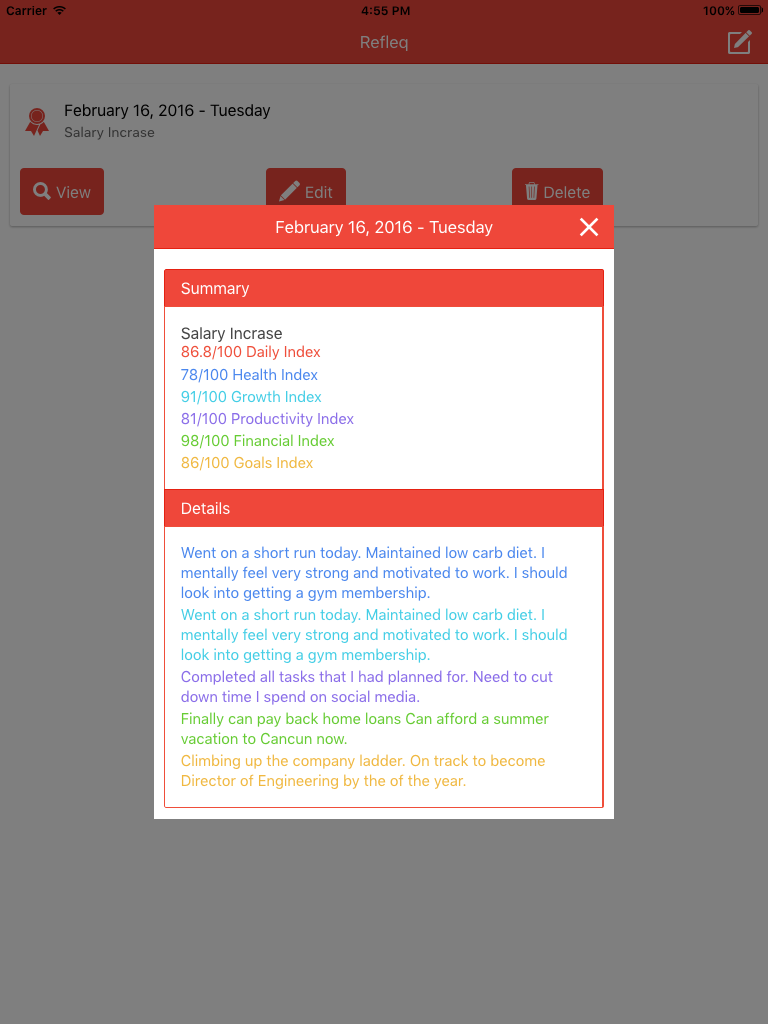 Carrier 4:55 PM 100%
Refleq
February 16, 2016 - Tuesday
Salary Incrase
View Edit Delete
February 16, 2016 - Tuesday
Summary
Salary Incrase
86.8/100 Daily Index
78/100 Health Index
91/100 Growth Index
81/100 Productivity Index
98/100 Financial Index
86/100 Goals Index
Details
Went on a short run today. Maintained low carb diet. I
mentally feel very strong and motivated to work. I should
look into getting a gym membership.
Went on a short run today. Maintained low carb diet. I
mentally feel very strong and motivated to work. I should
look into getting a gym membership.
Completed all tasks that I had planned for. Need to cut
down time I spend on social media.
Finally can pay back home loans Can afford a summer
vacation to Cancun now.
Climbing up the company ladder. On track to become
Director of Engineering by the of the year.